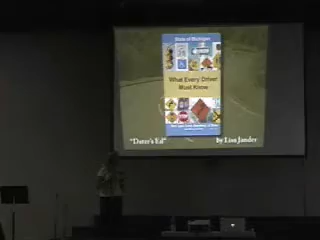 State of Michigan
What Every Driver
Must Know
"Dater's Ed" by Lisa Jander